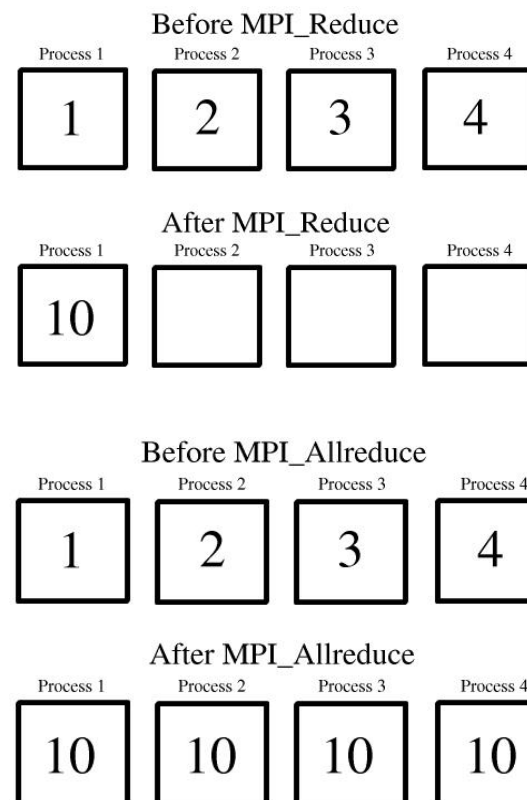 Before MPI_Reduce
Process 1 Process 2 Process 3 Process 4
1 2 3 4
After MPI_Reduce
Process 1 Process 2 Process 3 Process 4
10
Before MPI_Allreduce
Process 1 Process 2 Process 3 Process 4
1 2 3 4
After MPI_Allreduce
Process 1 Process 2 Process 3 Process 4
10 10 10 10